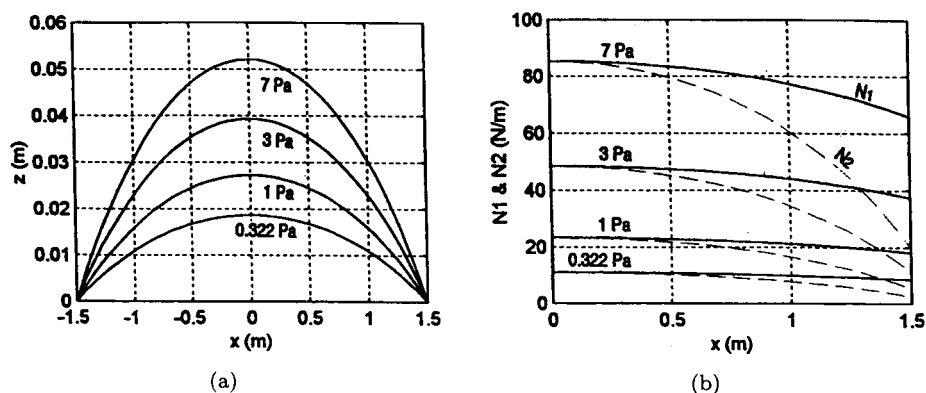 0.06
0.05
0.04
0.03
0.02
0.01
0
z (m)
7 Pa
3 Pa
1 Pa
0.322 Pa
-1.5 -1 -0.5 0 0.5 1 1.5
x (m)
(a)
100
80
60
40
20
0
N1 & N2 (N/m)
7 Pa
N1
N2
3 Pa
1 Pa
0.322 Pa
0 0.5 1 1.5
x (m)
(b)